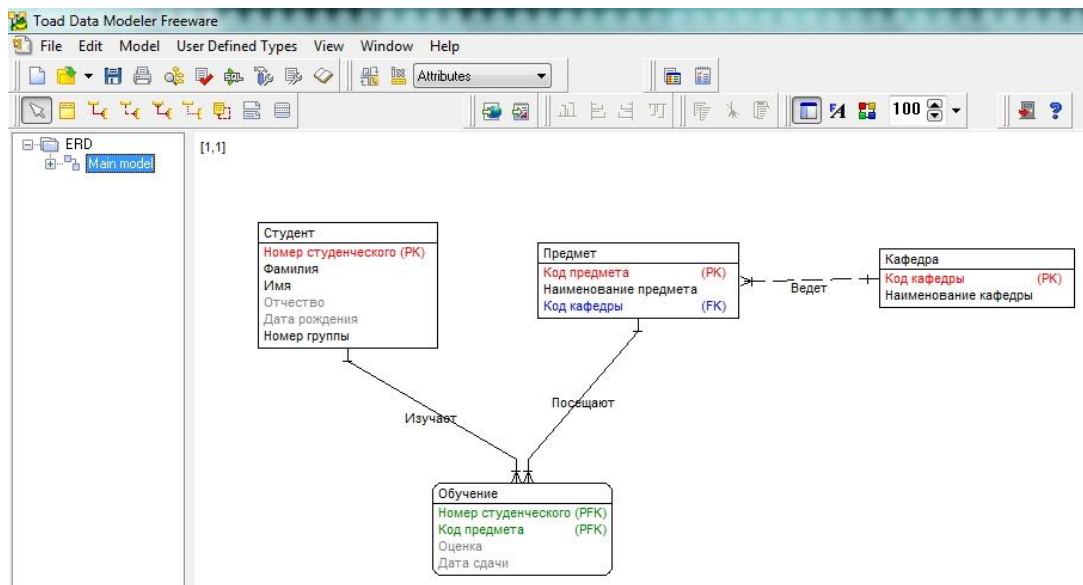 Toad Data Modeler Freeware
File Edit Model User Defined Types View Window Help
Attributes
100
ERD
Main model
[1,1]
Студент
Номер студенческого (PK)
Фамилия
Имя
Отчество
Дата рождения
Номер группы
Предмет
Код предмета (PK)
Наименование предмета
Код кафедры (FK)
Ведет
Кафедра
Код кафедры (PK)
Наименование кафедры
Изучает
Посещают
Обучение
Номер студенческого (PFK)
Код предмета (PFK)
Оценка
Дата сдачи